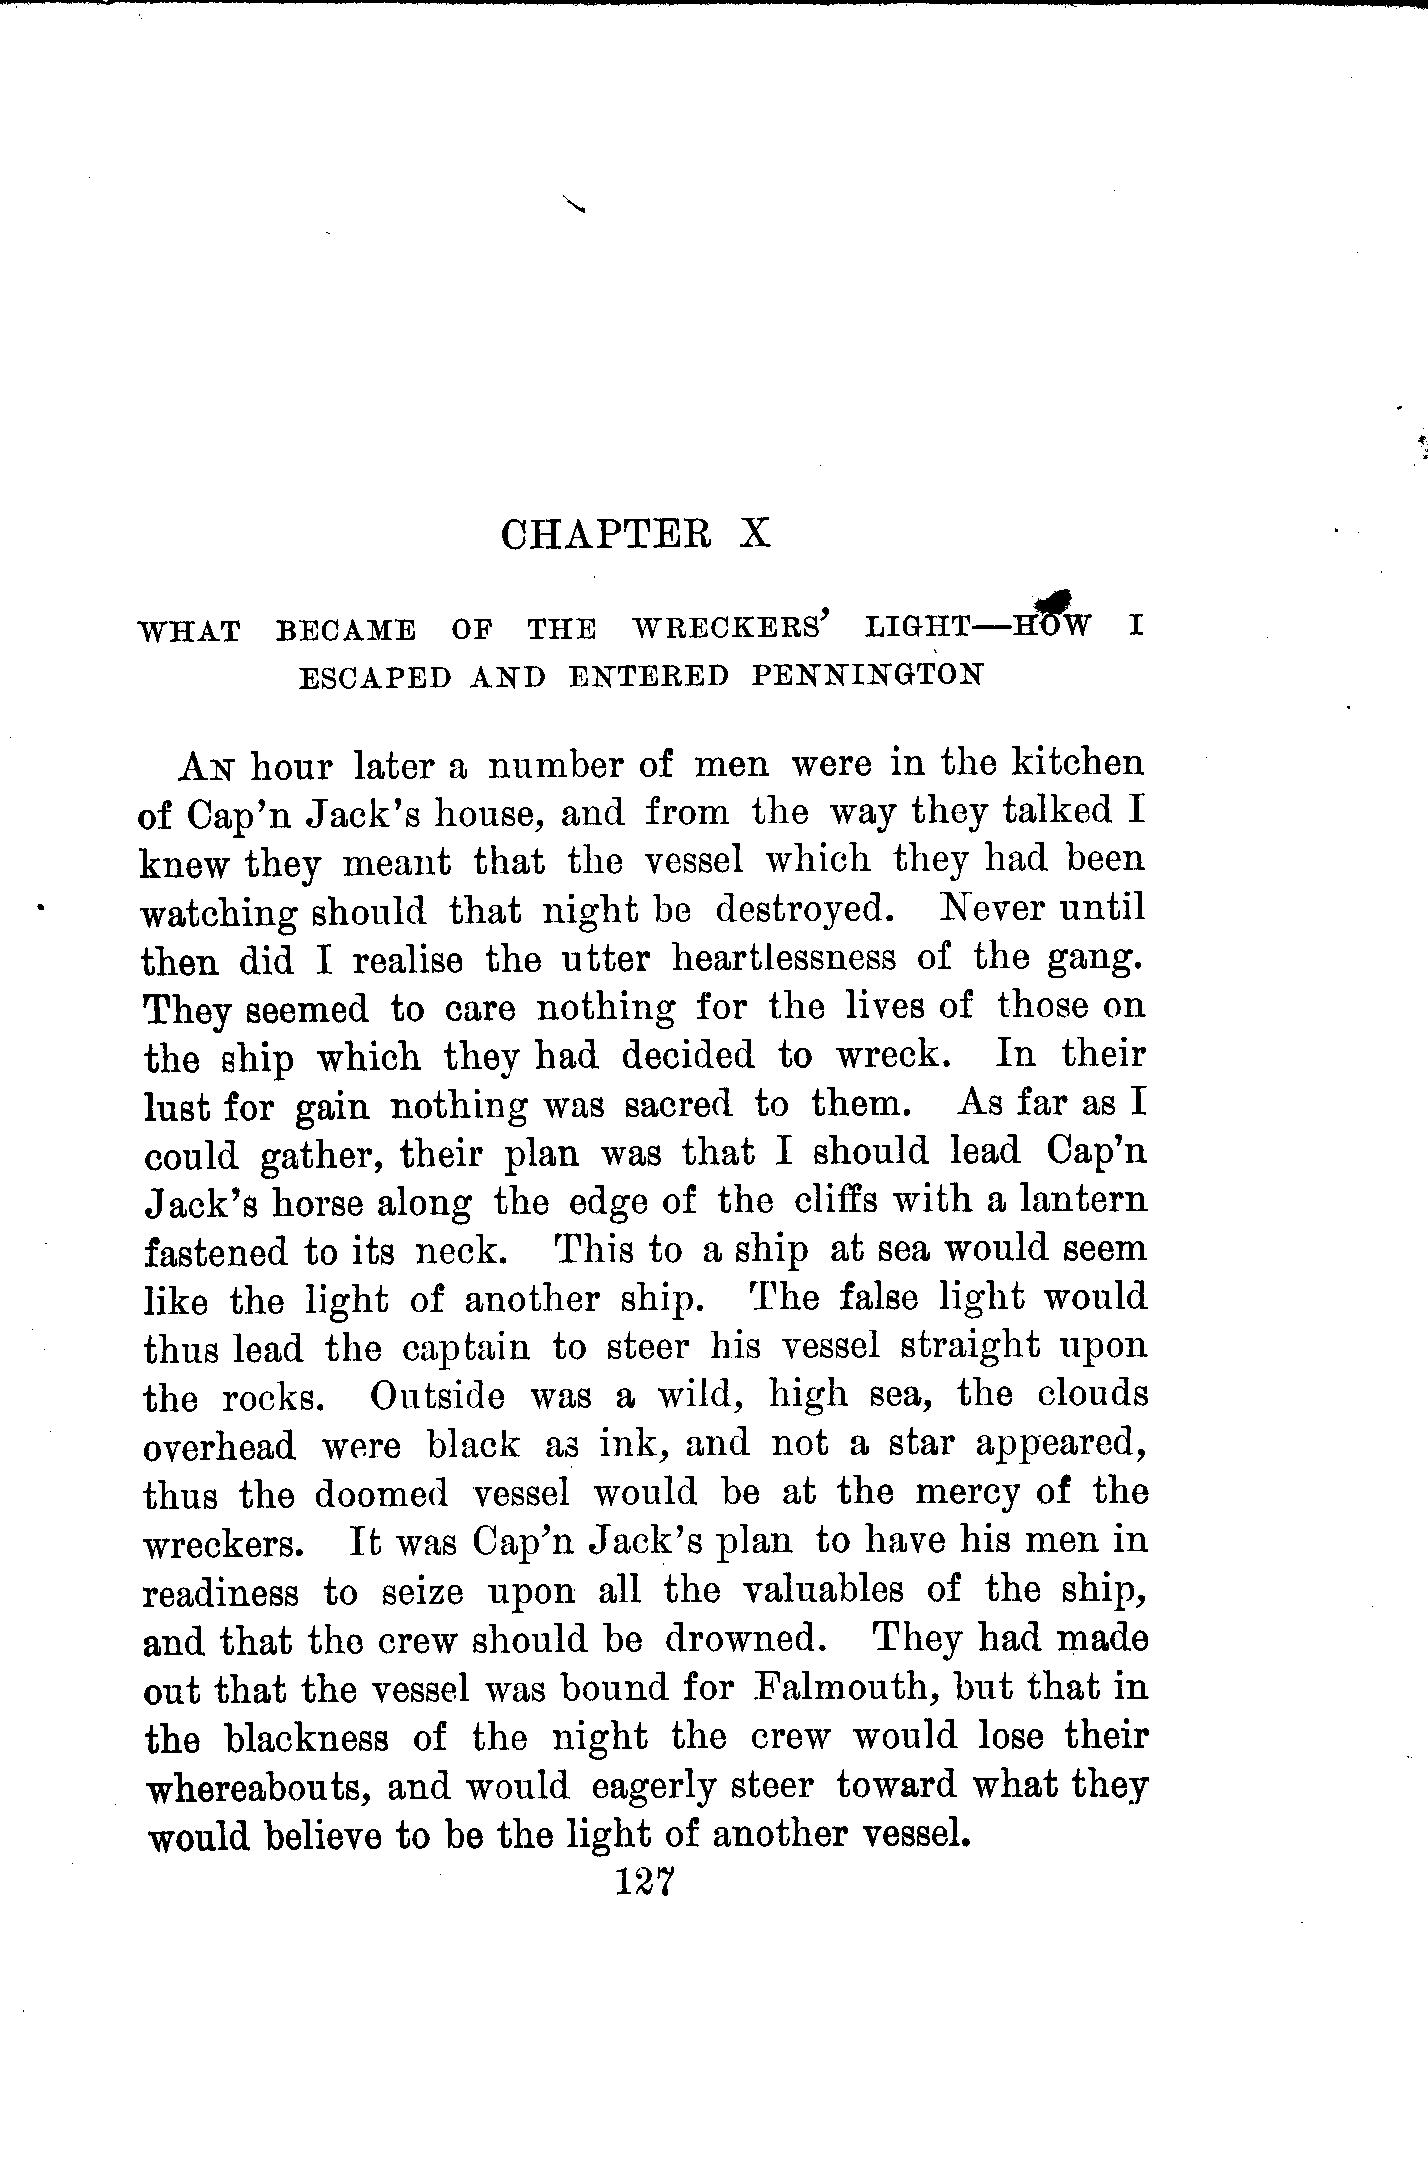 CHAPTER X
WHAT BECAME OF THE WRECKERS' LIGHT—HOW I
ESCAPED AND ENTERED PENNINGTON
AN hour later a number of men were in the kitchen
of Cap'n Jack's house, and from the way they talked I
knew they meant that the vessel which they had been
watching should that night be destroyed. Never until
then did I realise the utter heartlessness of the gang.
They seemed to care nothing for the lives of those on
the ship which they had decided to wreck. In their
lust for gain nothing was sacred to them. As far as I
could gather, their plan was that I should lead Cap'n
Jack's horse along the edge of the cliffs with a lantern
fastened to its neck. This to a ship at sea would seem
like the light of another ship. The false light would
thus lead the captain to steer his vessel straight upon
the rocks. Outside was a wild, high sea, the clouds
overhead were black as ink, and not a star appeared,
thus the doomed vessel would be at the mercy of the
wreckers. It was Cap'n Jack's plan to have his men in
readiness to seize upon all the valuables of the ship,
and that the crew should be drowned. They had made
out that the vessel was bound for Falmouth, but that in
the blackness of the night the crew would lose their
whereabouts, and would eagerly steer toward what they
would believe to be the light of another vessel.
127